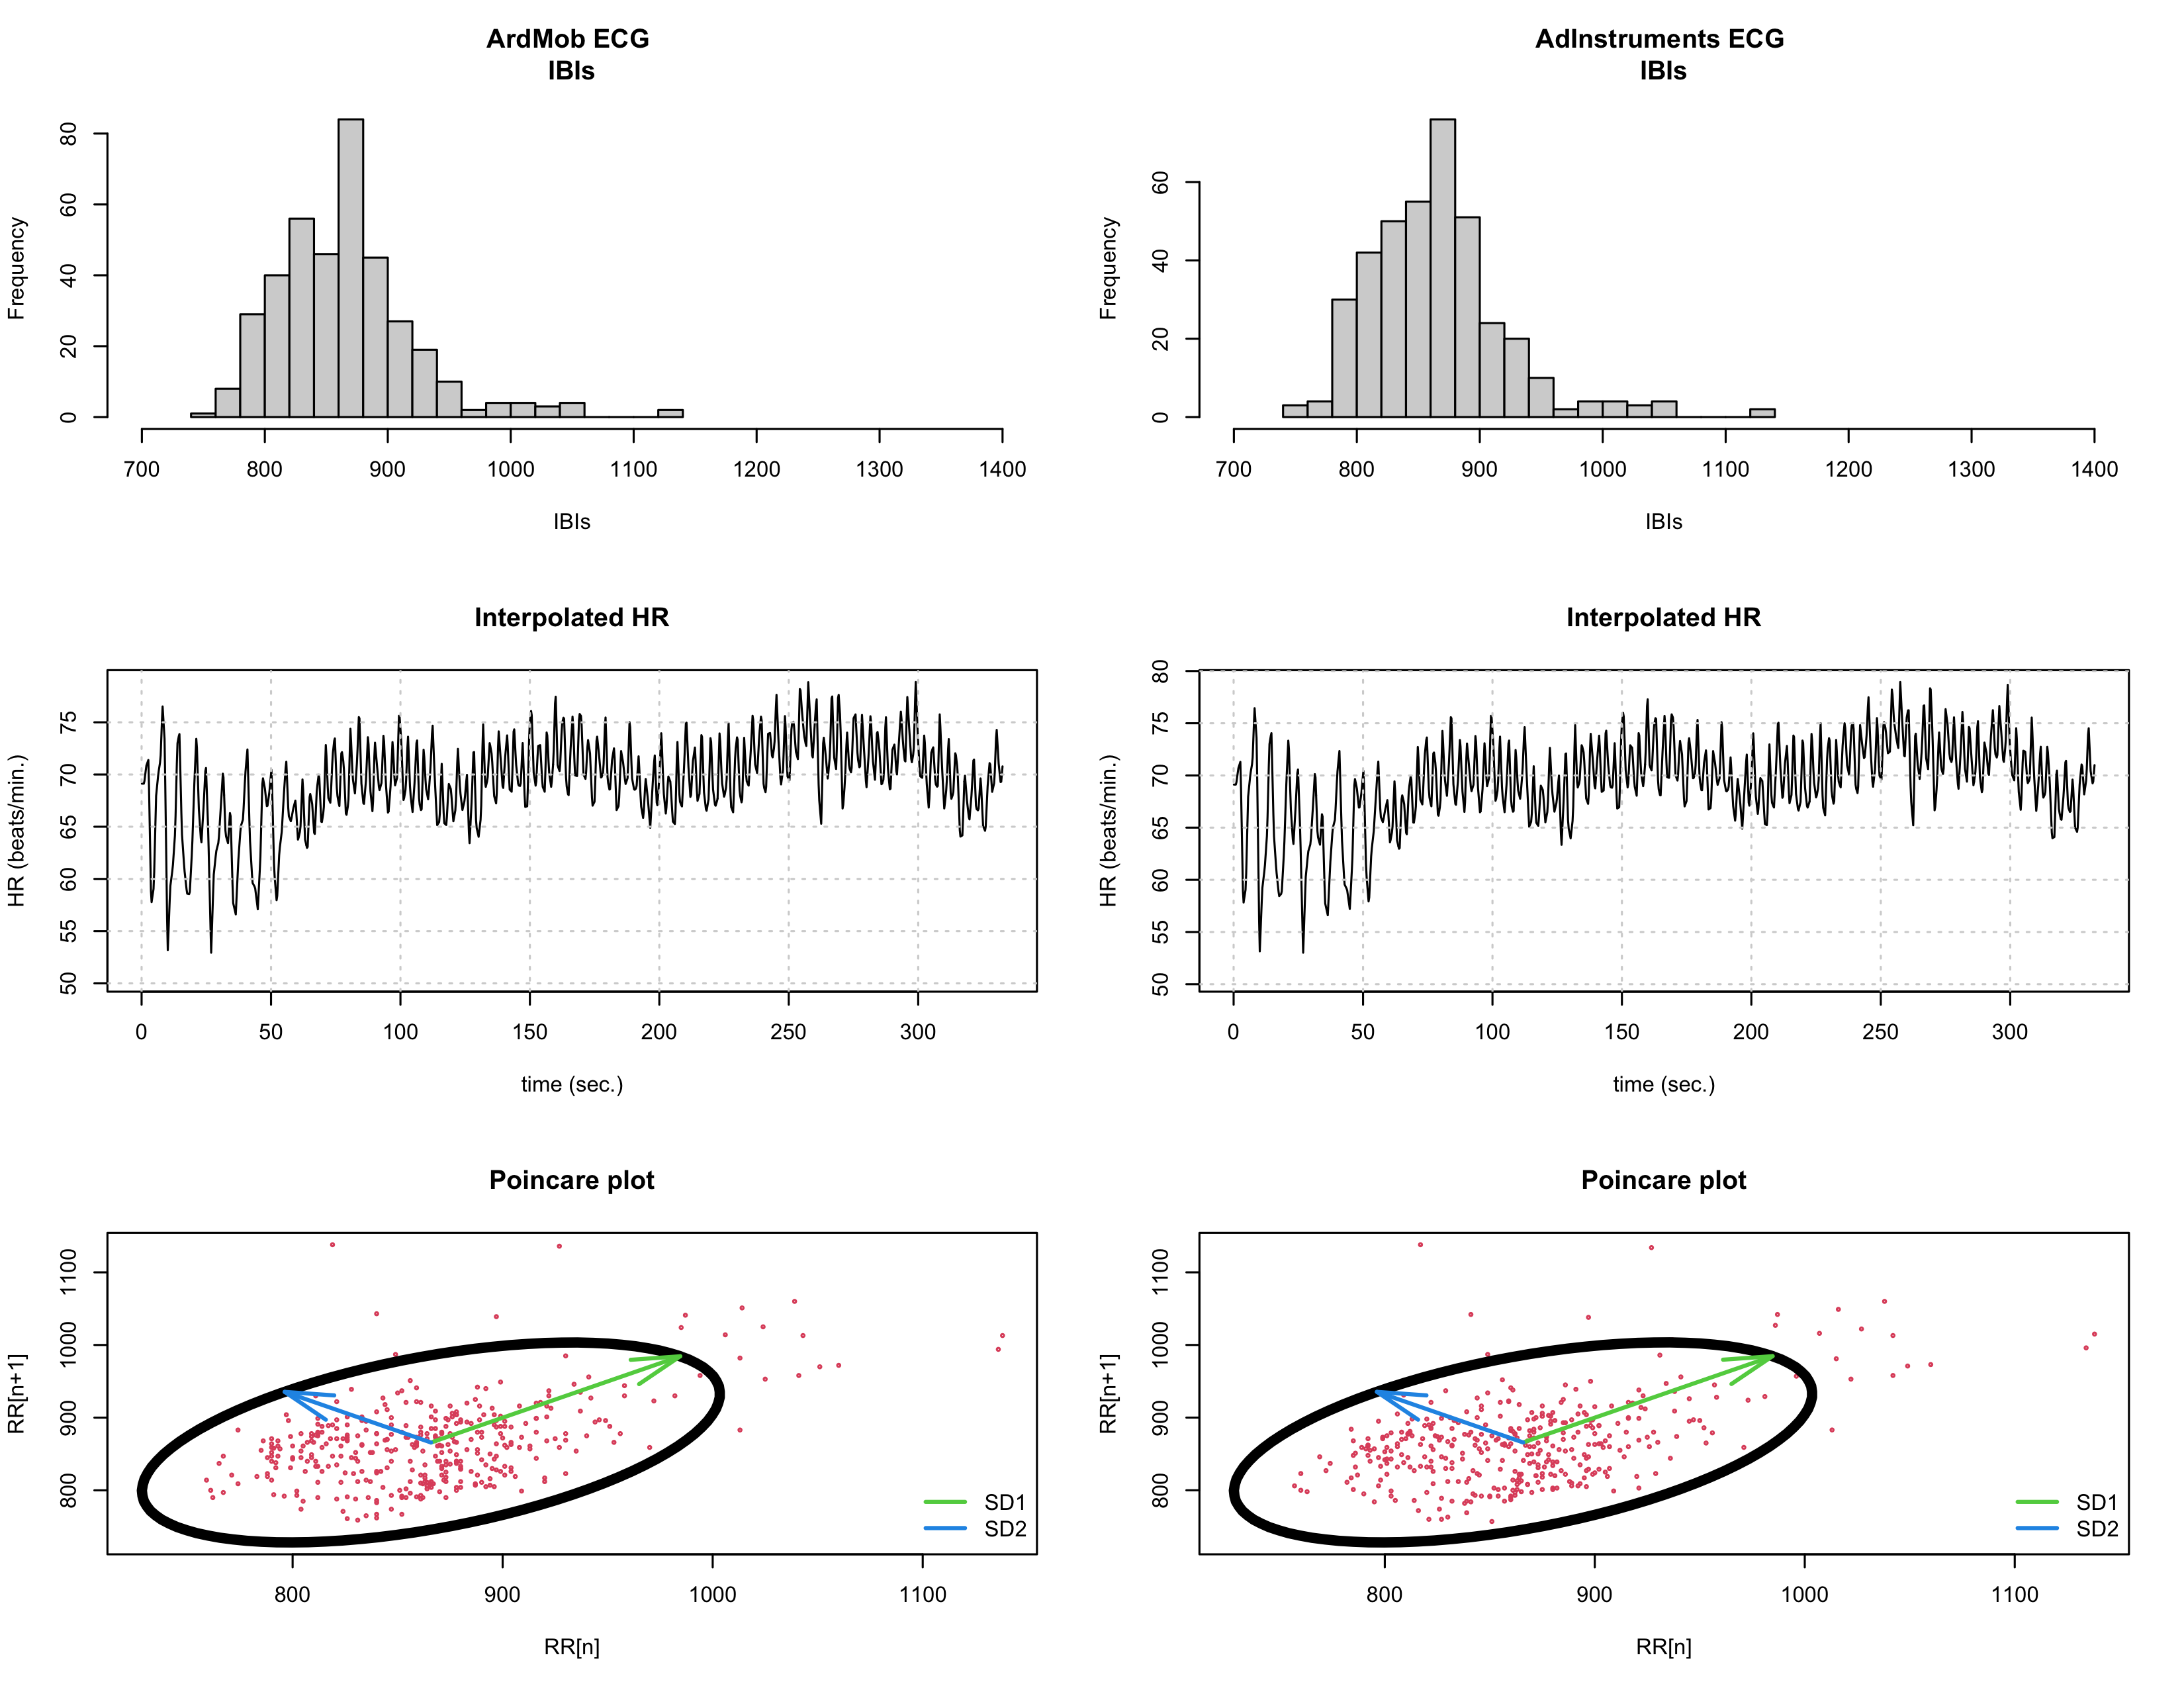 ArdMob ECG
IBIs
Frequency
80
60
40
20
0
700 800 900 1000 1100 1200 1300 1400
IBIs
AdInstruments ECG
IBIs
Frequency
60
40
20
0
700 800 900 1000 1100 1200 1300 1400
IBIs
Interpolated HR
HR (beats/min.)
75
70
65
60
55
50
0 50 100 150 200 250 300
time (sec.)
Interpolated HR
HR (beats/min.)
80
75
70
65
60
55
50
0 50 100 150 200 250 300
time (sec.)
Poincare plot
RR[n+1]
1100
1000
900
800
SD1
SD2
800 900 1000 1100
RR[n]
Poincare plot
RR[n+1]
1100
1000
900
800
SD1
SD2
800 900 1000 1100
RR[n]